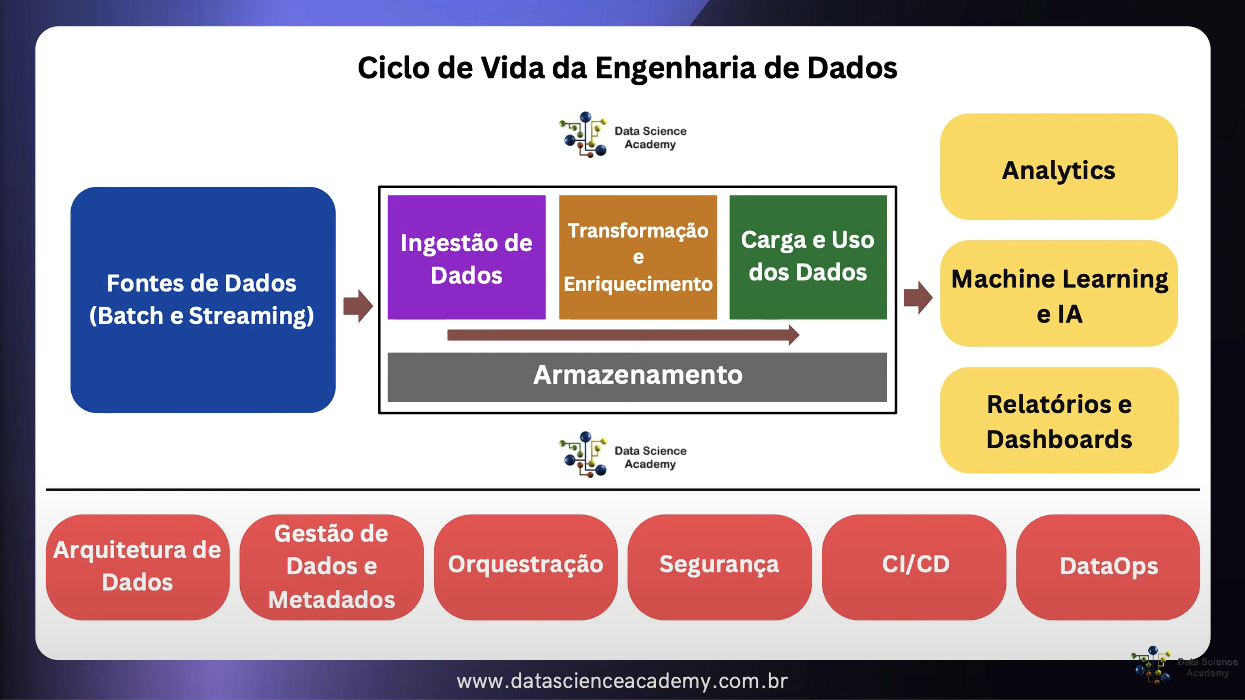 Ciclo de Vida da Engenharia de Dados
Data Science
Academy
Fontes de Dados
(Batch e Streaming)
Ingestão de
Dados
Transformação
e
Enriquecimento
Carga e Uso
dos Dados
Armazenamento
Analytics
Machine Learning
e IA
Relatórios e
Dashboards
Data Science
Academy
Arquitetura de
Dados
Gestão de
Dados e
Metadados
Orquestração
Segurança
CI/CD
DataOps
Data Science
Academy
www.datascienceacademy.com.br